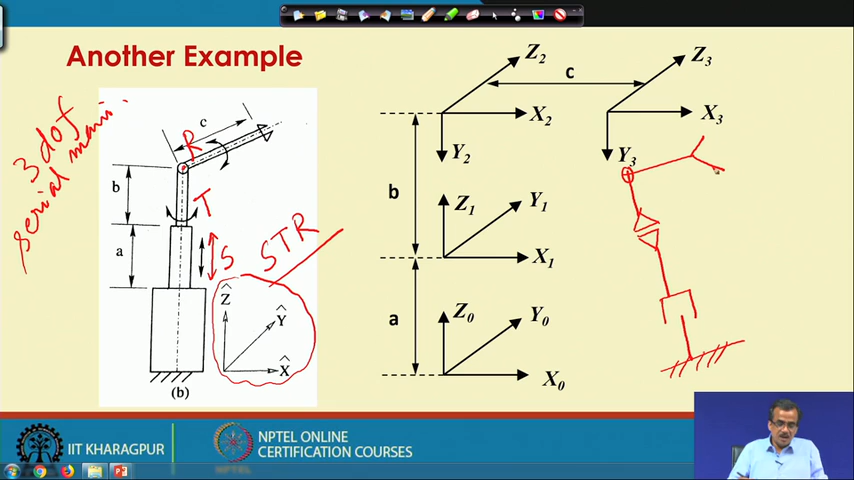 Another Example
3 dof
serial mani.
c
R
b
T
a
S
STR
Ẑ
Ŷ
X̂
(b)
Z2
c
Z3
X2
X3
Y2
Y3
b
Z1
Y1
X1
a
Z0
Y0
X0
IIT KHARAGPUR
NPTEL ONLINE
CERTIFICATION COURSES